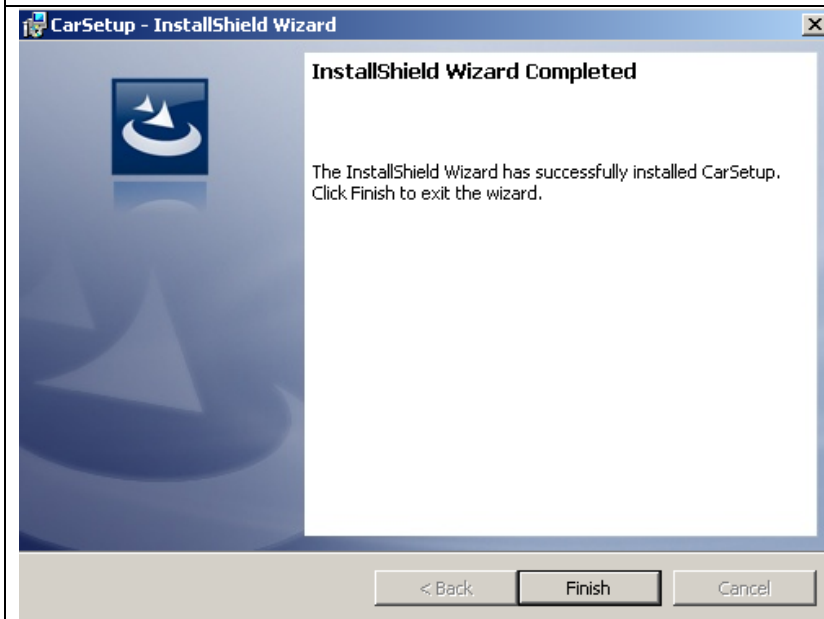 CarSetup - InstallShield Wizard
InstallShield Wizard Completed
The InstallShield Wizard has successfully installed CarSetup.
Click Finish to exit the wizard.
< Back
Finish
Cancel